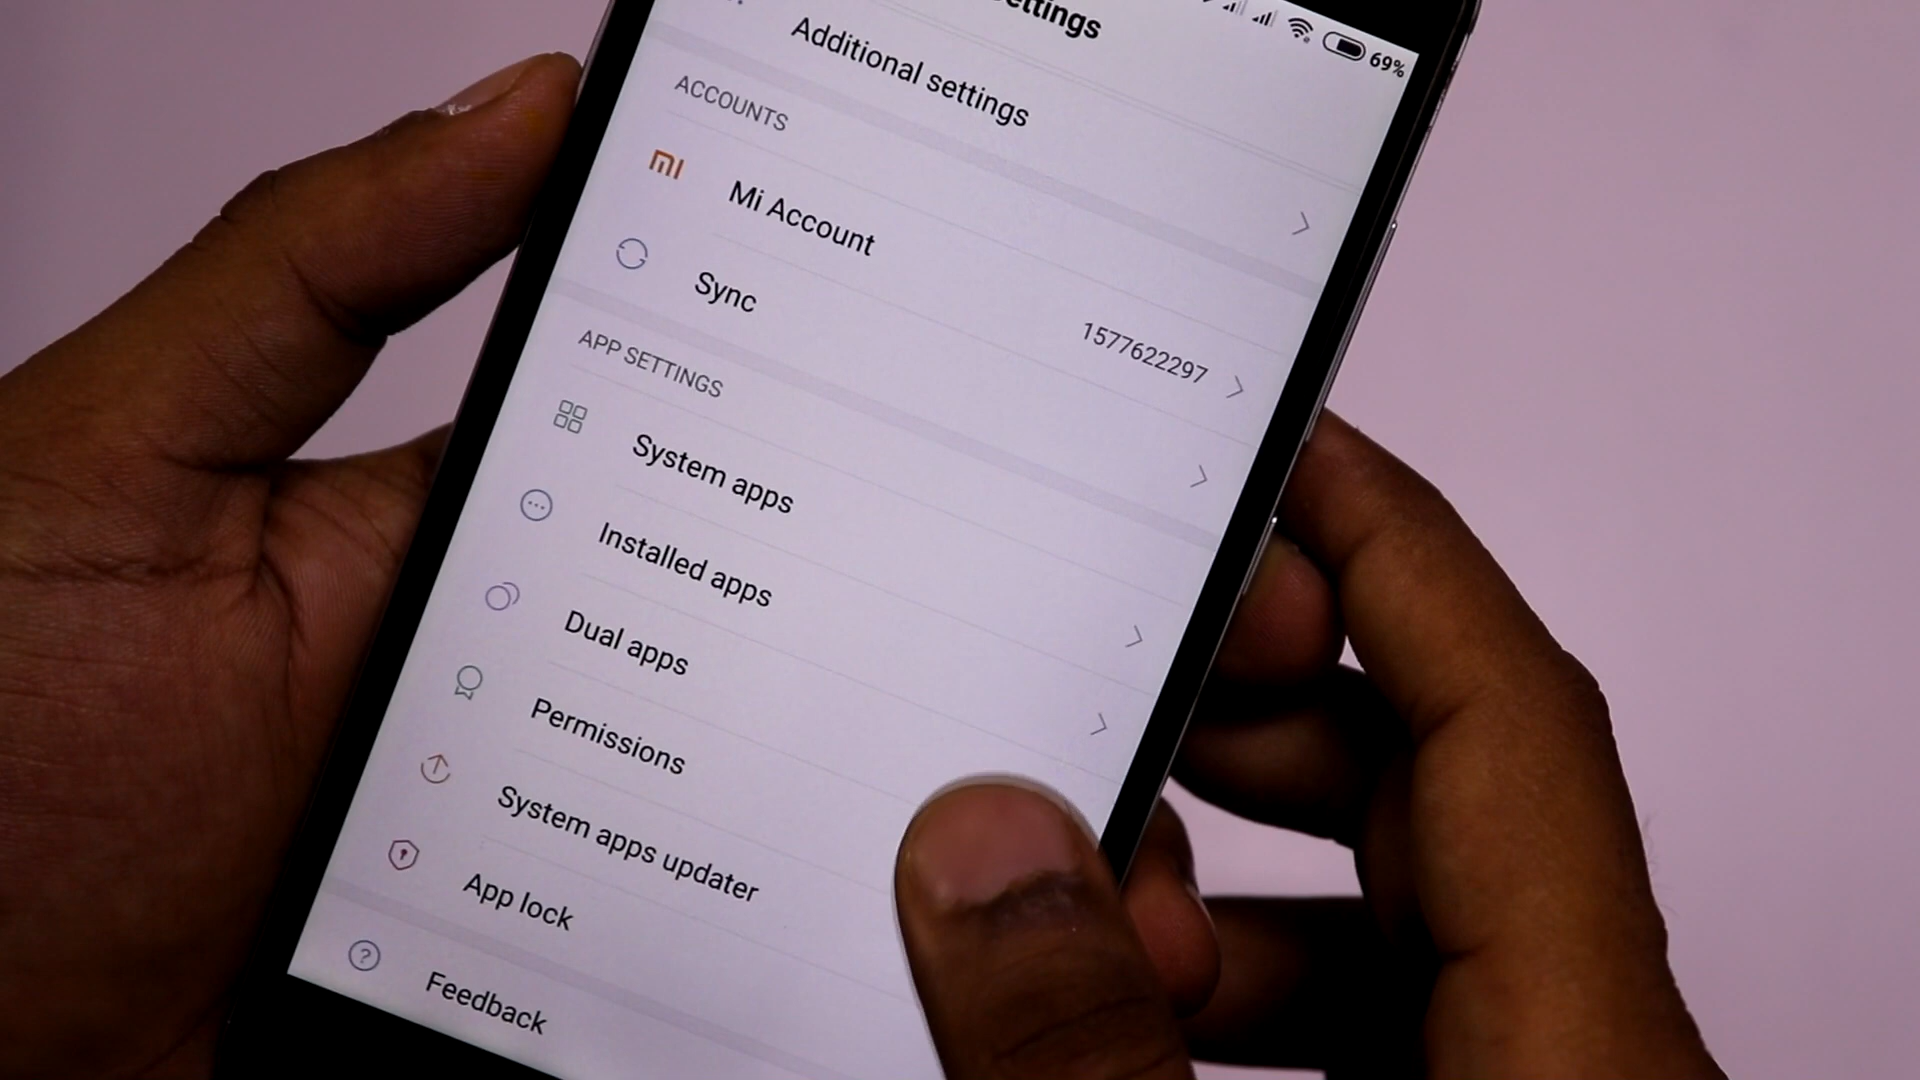 69%
Additional settings
ACCOUNTS
mi
Mi Account
1577622297
Sync
APP SETTINGS
System apps
Installed apps
Dual apps
Permissions
System apps updater
App lock
Feedback